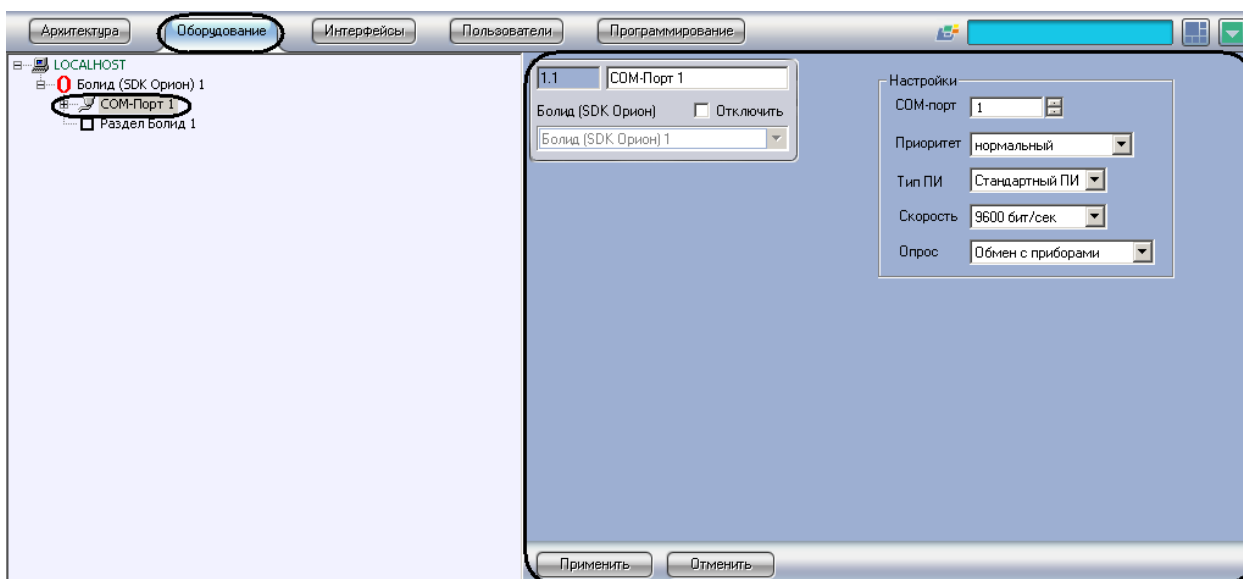 Архитектура Оборудование Интерфейсы Пользователи Программирование
LOCALHOST
Болид (SDK Орион) 1
COM-Порт 1
Раздел Болид 1
1.1 COM-Порт 1
Болид (SDK Орион) Отключить
Болид (SDK Орион) 1
Настройки
COM-порт 1
Приоритет нормальный
Тип ПИ Стандартный ПИ
Скорость 9600 бит/сек
Опрос Обмен с приборами
Применить Отменить